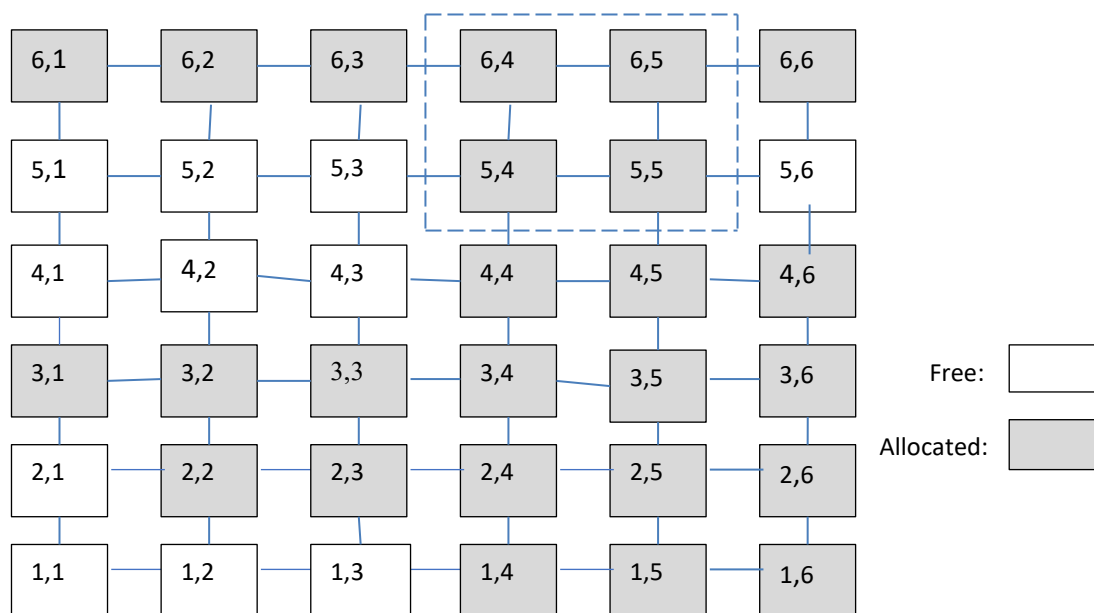 6,1 6,2 6,3 6,4 6,5 6,6
5,1 5,2 5,3 5,4 5,5 5,6
4,1 4,2 4,3 4,4 4,5 4,6
3,1 3,2 3,3 3,4 3,5 3,6
Free:
2,1 2,2 2,3 2,4 2,5 2,6
Allocated:
1,1 1,2 1,3 1,4 1,5 1,6